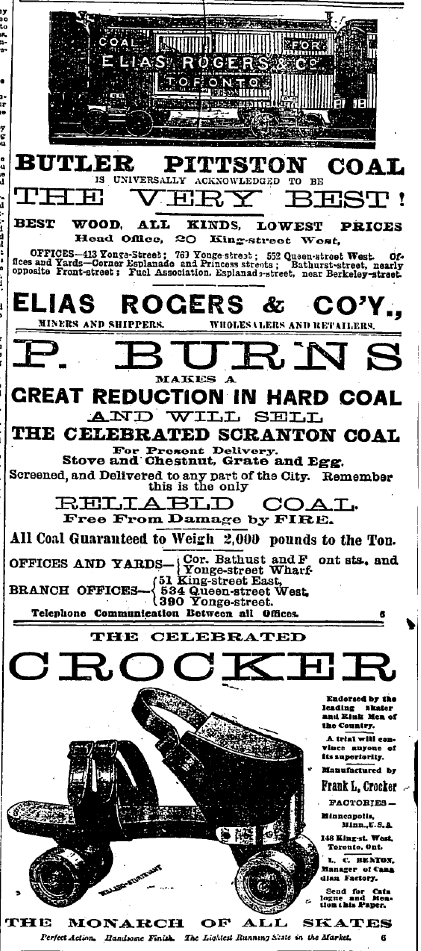 COAL FOR
ELIAS ROGERS & CO.
TORONTO
BUTLER PITTSTON COAL
IS UNIVERSALLY ACKNOWLEDGED TO BE
THE VERY BEST!
BEST WOOD, ALL KINDS, LOWEST PRICES
Head Office, 20 King-street West,
OFFICES—413 Yonge-Street; 769 Yonge-street; 552 Queen-street West. Of-
fices and Yards—Corner Esplanade and Princess streets; Bathurst-street, nearly
opposite Front-street; Fuel Association, Esplanade-street, near Berkeley-street.
ELIAS ROGERS & CO'Y.,
MINERS AND SHIPPERS. WHOLESALERS AND RETAILERS.
P. BURNS
MAKES A
GREAT REDUCTION IN HARD COAL
AND WILL SELL
THE CELEBRATED SCRANTON COAL
For Present Delivery.
Stove and Chestnut, Grate and Egg,
Screened, and Delivered to any part of the City. Remember
this is the only
RELIABLD COAL.
Free From Damage by FIRE.
All Coal Guaranteed to Weigh 2,000 pounds to the Ton.
OFFICES AND YARDS— Cor. Bathust and F ont sts., and
Yonge-street Wharf.
BRANCH OFFICES— 51 King-street East,
534 Queen-street West,
390 Yonge-street.
Telephone Communication Between all Offices. 6
THE CELEBRATED
CROCKER
Endorsed by the
leading skater
and Rink Men of
the Country.
A trial will con-
vince anyone of
its superiority.
Manufactured by
Frank L, Crocker
FACTORIES—
Minneapolis,
Minn., U.S.A.
148 King-st. West,
Toronto, Ont.
L. C. BENTON,
Manager of Cana
dian Factory.
Send for Cata
logue and Men-
tion this Paper.
THE MONARCH OF ALL SKATES
Perfect Action. Handsome Finish. The Lightest Running Skate in the Market. 6